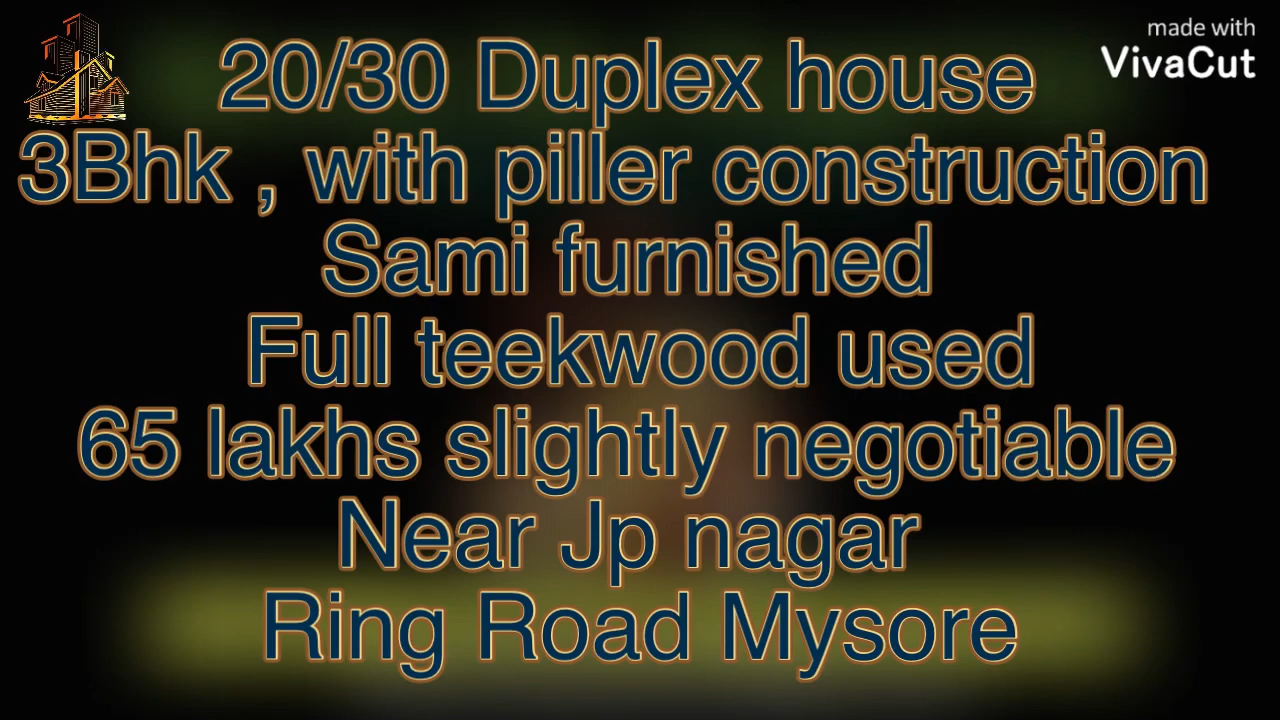 made with
VivaCut
20/30 Duplex house
3Bhk , with piller construction
Sami furnished
Full teekwood used
65 lakhs slightly negotiable
Near Jp nagar
Ring Road Mysore